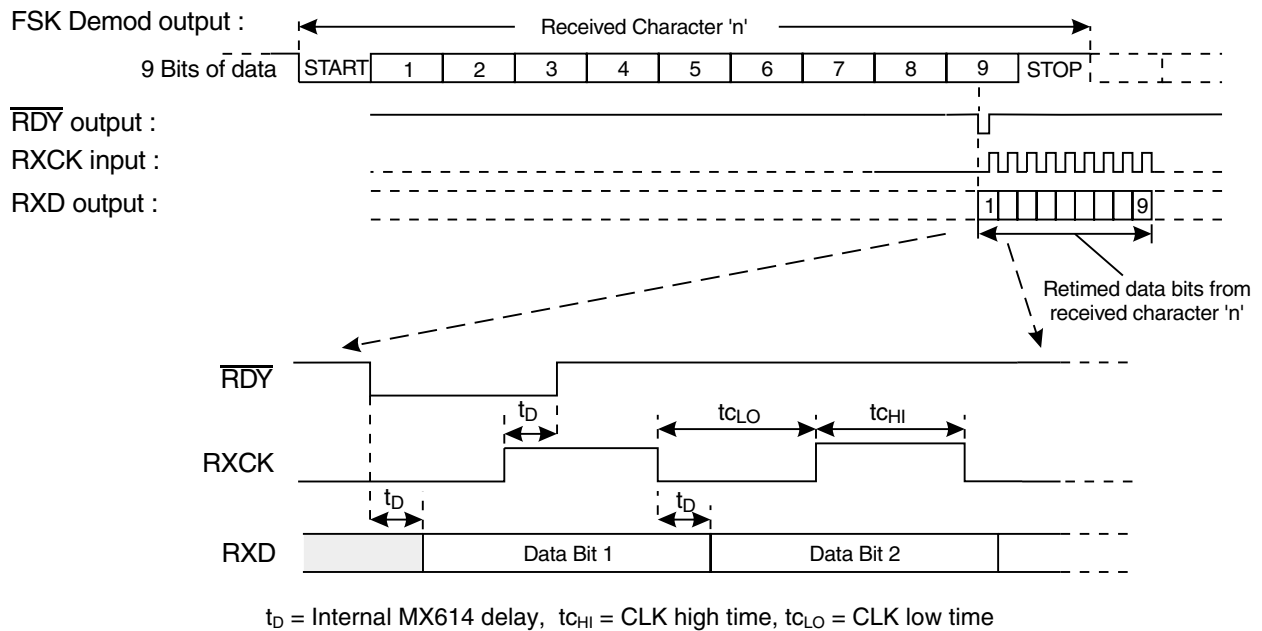 FSK Demod output :
Received Character 'n'
9 Bits of data
START 1 2 3 4 5 6 7 8 9 STOP
RDY output :
RXCK input :
RXD output :
1 9
Retimed data bits from
received character 'n'
RDY
tD tcLO tcHI
RXCK
tD tD
RXD Data Bit 1 Data Bit 2
tD = Internal MX614 delay, tcHI = CLK high time, tcLO = CLK low time